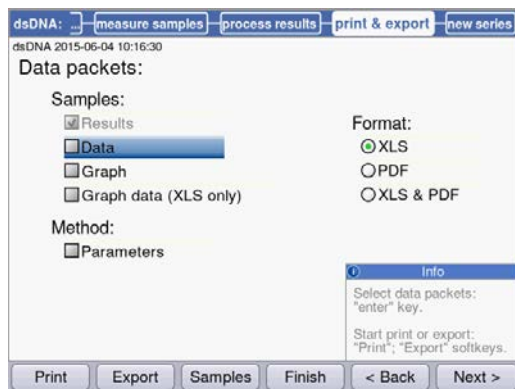 dsDNA: ... measure samples process results print & export new series
dsDNA 2015-06-04 10:16:30
Data packets:
Samples:
Results
Data
Graph
Graph data (XLS only)
Method:
Parameters
Format:
XLS
PDF
XLS & PDF
Info
Select data packets:
"enter" key.
Start print or export:
"Print"; "Export" softkeys.
Print Export Samples Finish < Back Next >